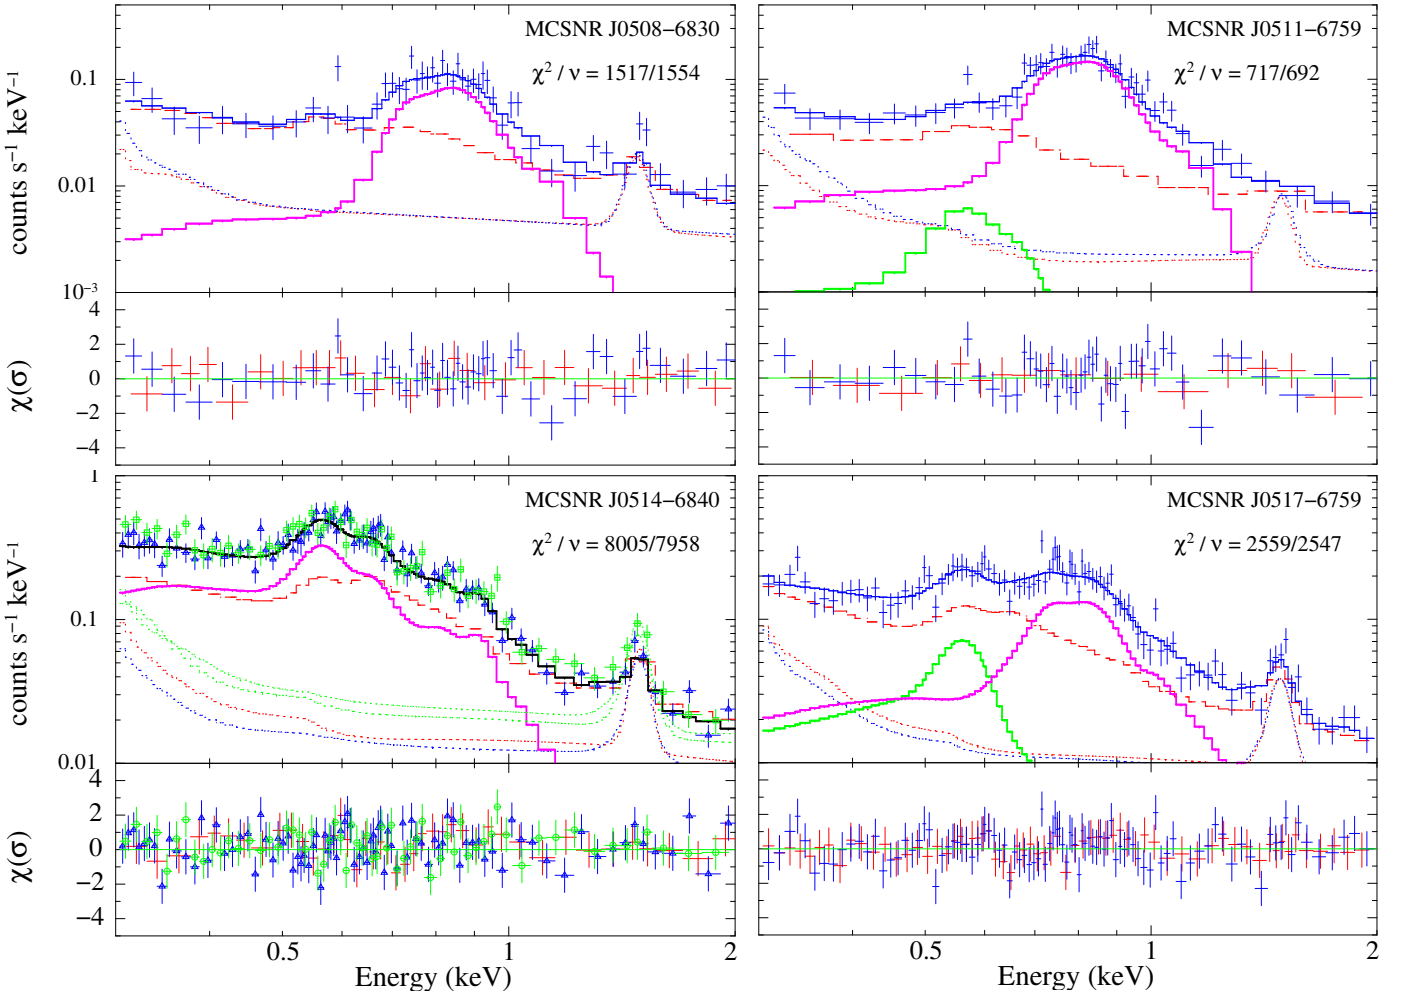 MCSNR J0508−6830
χ² / ν = 1517/1554
0.1
0.01
10⁻³
counts s⁻¹ keV⁻¹
MCSNR J0511−6759
χ² / ν = 717/692
4
2
0
−2
−4
χ(σ)
1
0.1
0.01
counts s⁻¹ keV⁻¹
MCSNR J0514−6840
χ² / ν = 8005/7958
MCSNR J0517−6759
χ² / ν = 2559/2547
4
2
0
−2
−4
χ(σ)
0.5 1 2
Energy (keV)
0.5 1 2
Energy (keV)